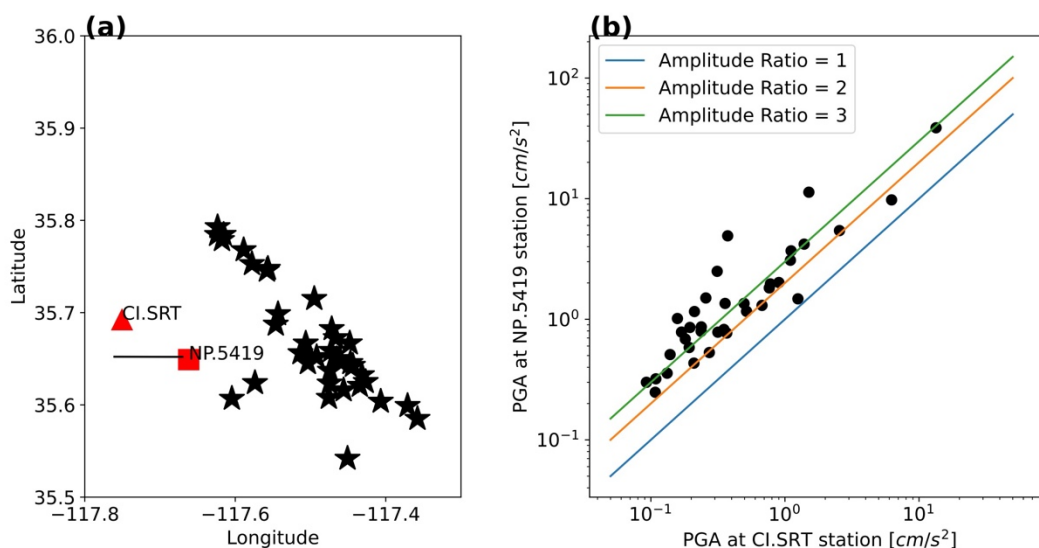 (a)
36.0
35.9
35.8
35.7
35.6
35.5
Latitude
CI.SRT
NP.5419
−117.8
−117.6
−117.4
Longitude
(b)
Amplitude Ratio = 1
Amplitude Ratio = 2
Amplitude Ratio = 3
10²
10¹
10⁰
10⁻¹
PGA at NP.5419 station [cm/s²]
10⁻¹
10⁰
10¹
PGA at CI.SRT station [cm/s²]